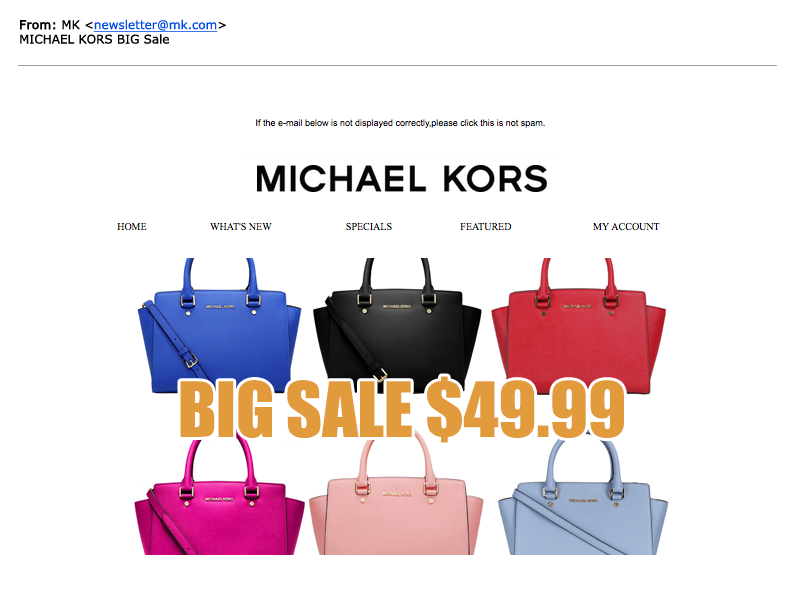 From: MK <newsletter@mk.com>
MICHAEL KORS BIG Sale
If the e-mail below is not displayed correctly,please click this is not spam.
MICHAEL KORS
HOME WHAT'S NEW SPECIALS FEATURED MY ACCOUNT
MICHAEL KORS MICHAEL KORS MICHAEL KORS
BIG SALE $49.99
MICHAEL KORS MICHAEL KORS MICHAEL KORS